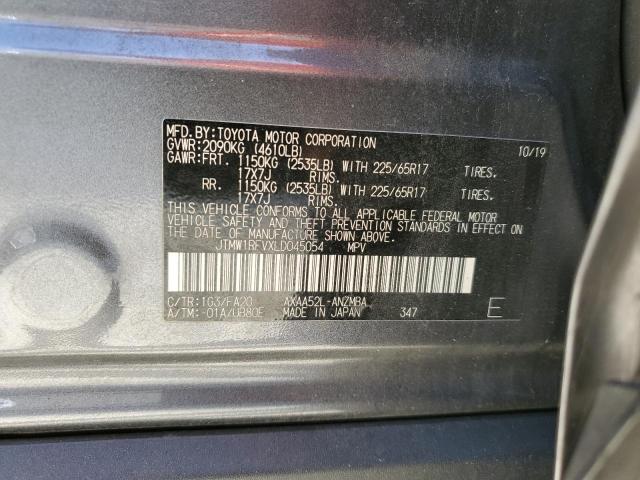 MFD. BY: TOYOTA MOTOR CORPORATION 10/19
GVWR: 2090KG (4610LB)
GAWR: FRT. 1150KG (2535LB) WITH 225/65R17 TIRES.
17X7J RIMS.
RR. 1150KG (2535LB) WITH 225/65R17 TIRES.
17X7J RIMS.
THIS VEHICLE CONFORMS TO ALL APPLICABLE FEDERAL MOTOR
VEHICLE SAFETY AND THEFT PREVENTION STANDARDS IN EFFECT ON
THE DATE OF MANUFACTURE SHOWN ABOVE.
JTMW1RFVXLD045054 MPV
C/TR: 1G3/FA20 AXAA52L-ANZMBA
A/TM: -01A/UB80E MADE IN JAPAN 347 E